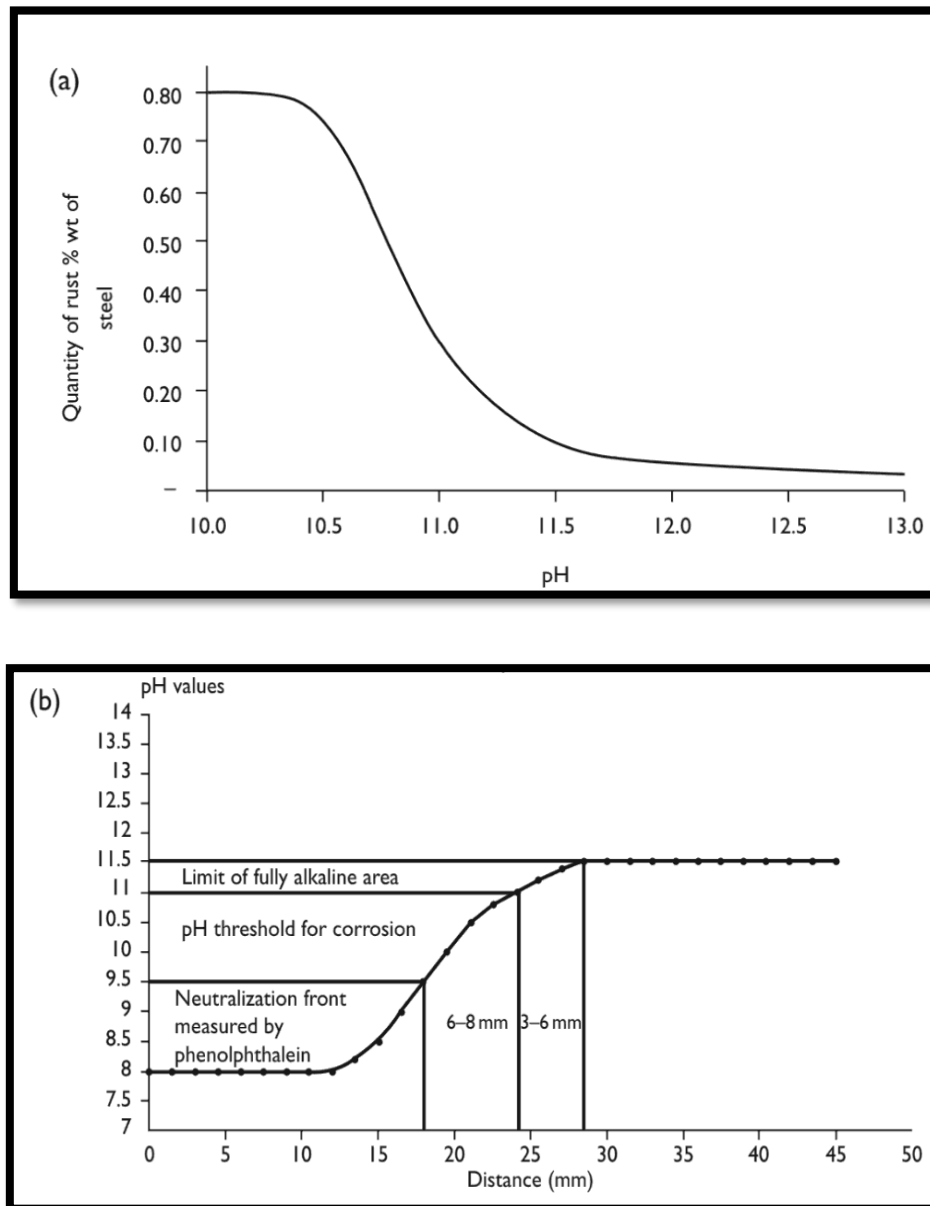 (a)
Quantity of rust % wt of
steel
0.80
0.70
0.60
0.50
0.40
0.30
0.20
0.10
–
10.0 10.5 11.0 11.5 12.0 12.5 13.0
pH
(b)
pH values
14
13.5
13
12.5
12
11.5
Limit of fully alkaline area
11
10.5
pH threshold for corrosion
10
9.5
Neutralization front
9
measured by
8.5
phenolphthalein
6–8 mm
3–6 mm
8
7.5
7
0 5 10 15 20 25 30 35 40 45 50
Distance (mm)